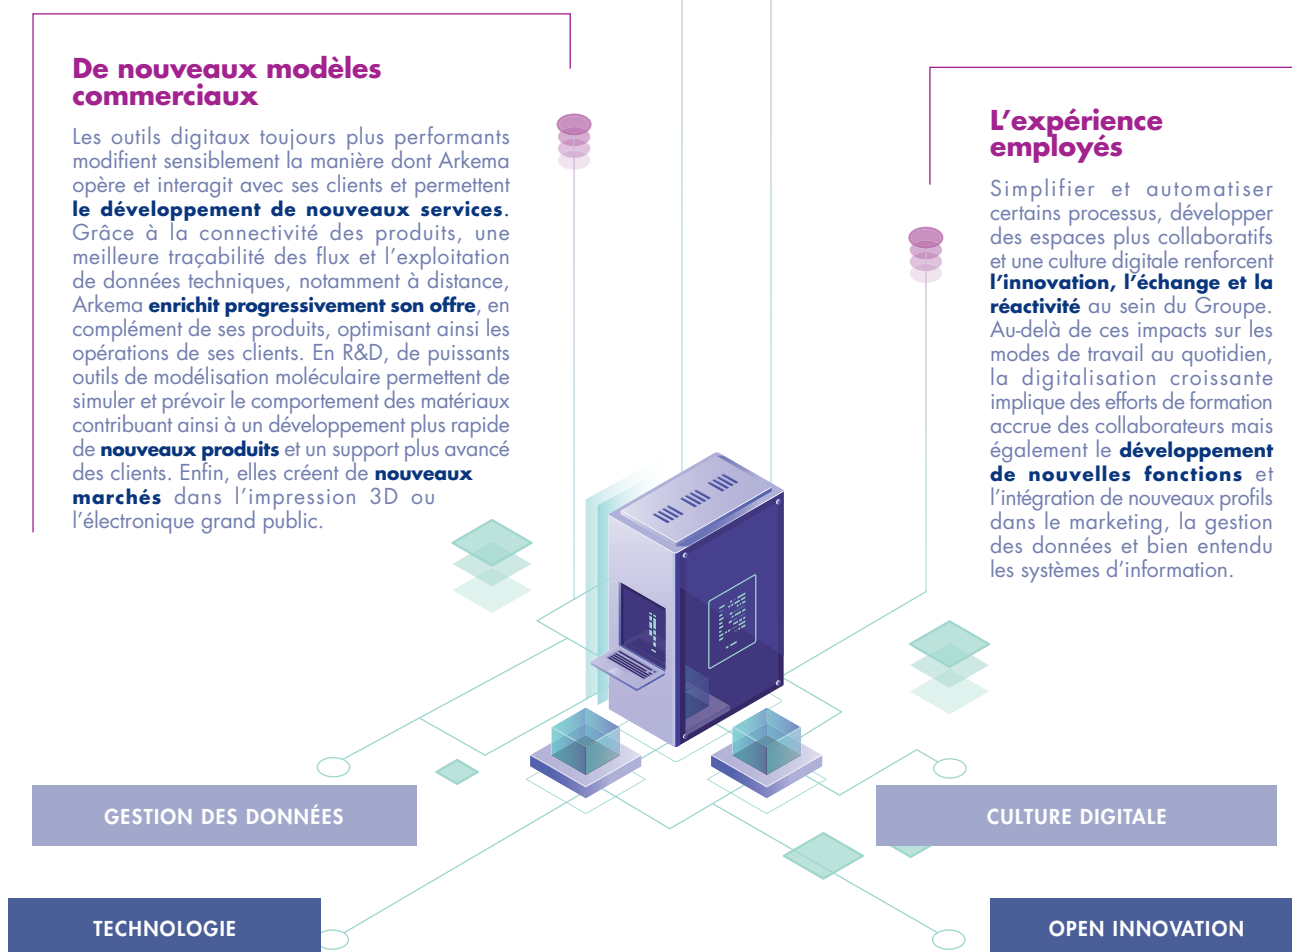 De nouveaux modèles
commerciaux
Les outils digitaux toujours plus performants
modifient sensiblement la manière dont Arkema
opère et interagit avec ses clients et permettent
le développement de nouveaux services.
Grâce à la connectivité des produits, une
meilleure traçabilité des flux et l’exploitation
de données techniques, notamment à distance,
Arkema enrichit progressivement son offre, en
complément de ses produits, optimisant ainsi les
opérations de ses clients. En R&D, de puissants
outils de modélisation moléculaire permettent de
simuler et prévoir le comportement des matériaux
contribuant ainsi à un développement plus rapide
de nouveaux produits et un support plus avancé
des clients. Enfin, elles créent de nouveaux
marchés dans l’impression 3D ou
l’électronique grand public.
L’expérience
employés
Simplifier et automatiser
certains processus, développer
des espaces plus collaboratifs
et une culture digitale renforcent
l’innovation, l’échange et la
réactivité au sein du Groupe.
Au-delà de ces impacts sur les
modes de travail au quotidien,
la digitalisation croissante
implique des efforts de formation
accrue des collaborateurs mais
également le développement
de nouvelles fonctions et
l’intégration de nouveaux profils
dans le marketing, la gestion
des données et bien entendu
les systèmes d’information.
GESTION DES DONNÉES
CULTURE DIGITALE
TECHNOLOGIE
OPEN INNOVATION